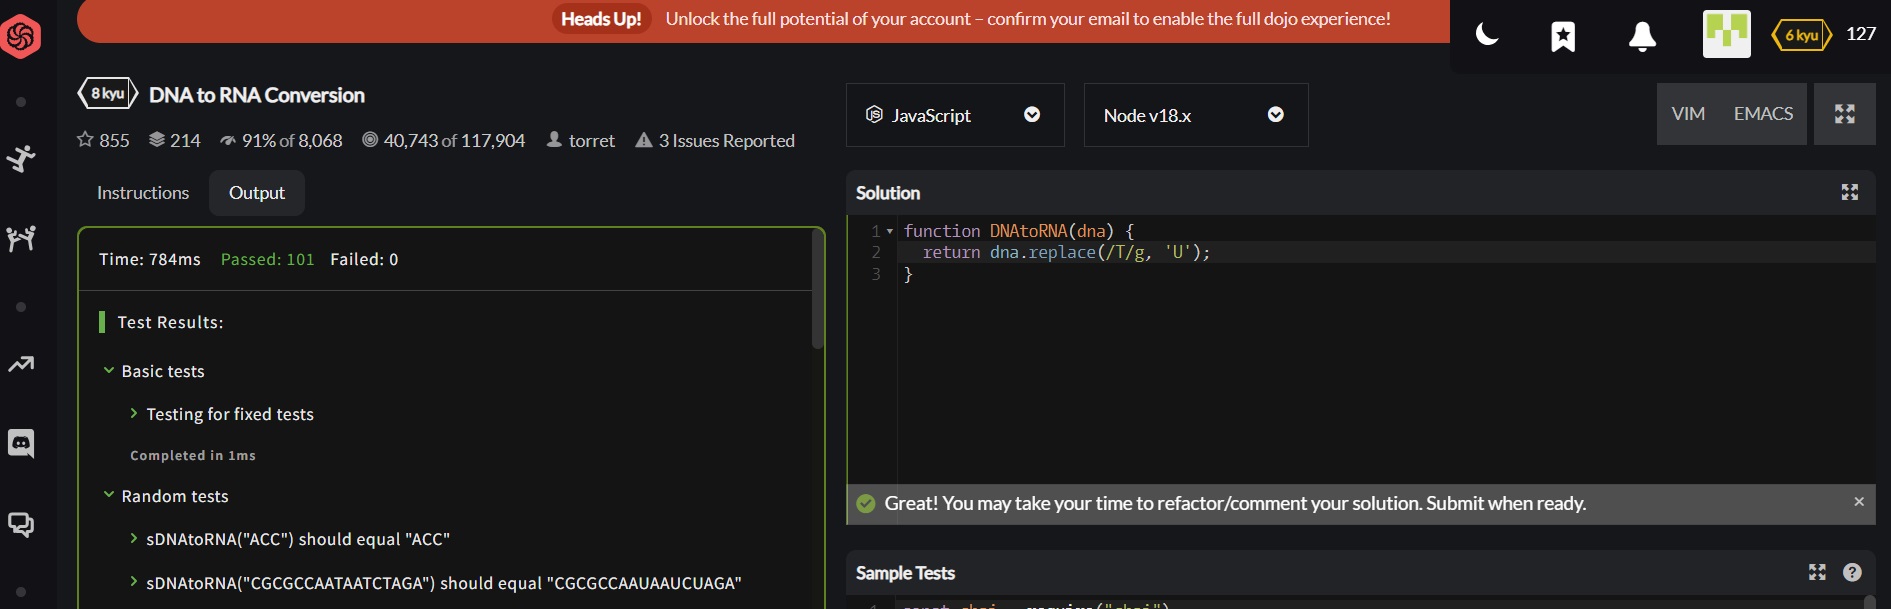 Heads Up! Unlock the full potential of your account – confirm your email to enable the full dojo experience!
6 kyu 127
8 kyu DNA to RNA Conversion
855 214 91% of 8,068 40,743 of 117,904 torret 3 Issues Reported
Instructions Output
Time: 784ms Passed: 101 Failed: 0
Test Results:
Basic tests
Testing for fixed tests
Completed in 1ms
Random tests
sDNAtoRNA("ACC") should equal "ACC"
sDNAtoRNA("CGCGCCAATAATCTAGA") should equal "CGCGCCAAUAAUCUAGA"
JS JavaScript Node v18.x VIM EMACS
Solution
1 function DNAtoRNA(dna) {
2 return dna.replace(/T/g, 'U');
3 }
Great! You may take your time to refactor/comment your solution. Submit when ready. ×
Sample Tests ?
1 const chai = require("chai")